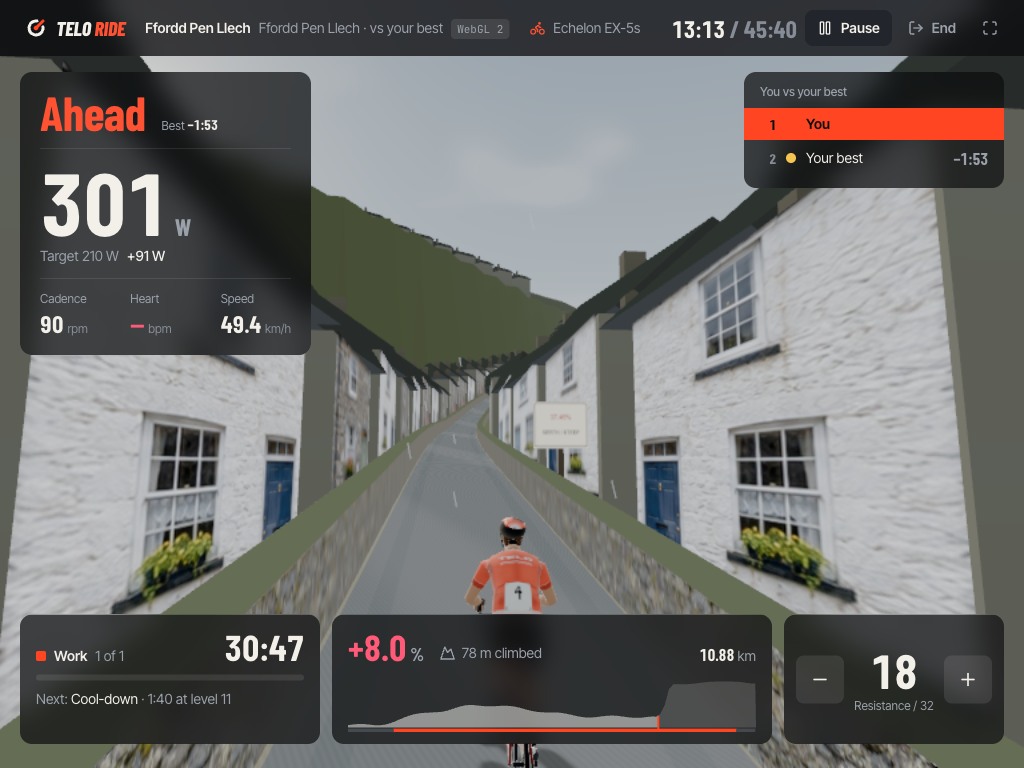 TELO RIDE
Ffordd Pen Llech Ffordd Pen Llech · vs your best WebGL 2
Echelon EX-5s
13:13 / 45:40
Pause
End
Ahead Best −1:53
301 W
Target 210 W +91 W
Cadence Heart Speed
90 rpm – bpm 49.4 km/h
You vs your best
1 You
2 Your best −1:53
4
Work 1 of 1 30:47
Next: Cool-down · 1:40 at level 11
+8.0 % 78 m climbed 10.88 km
− 18 +
Resistance / 32